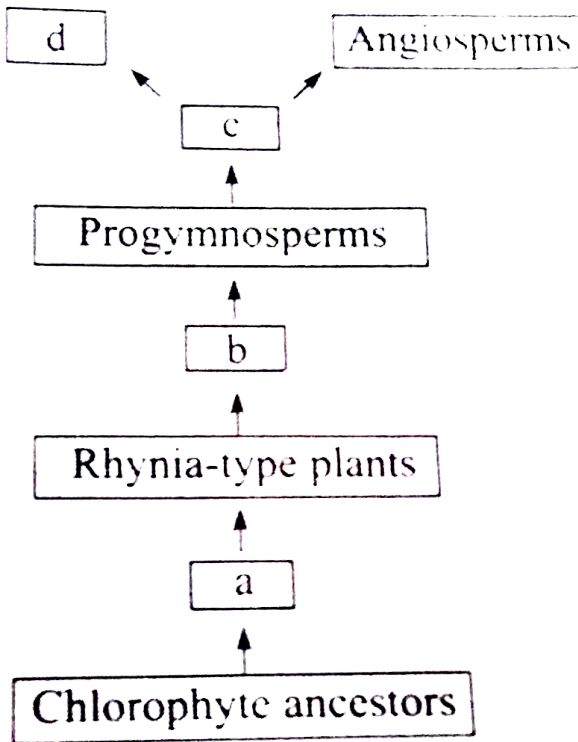 d
Angiosperms
c
Progymnosperms
b
Rhynia-type plants
a
Chlorophyte ancestors